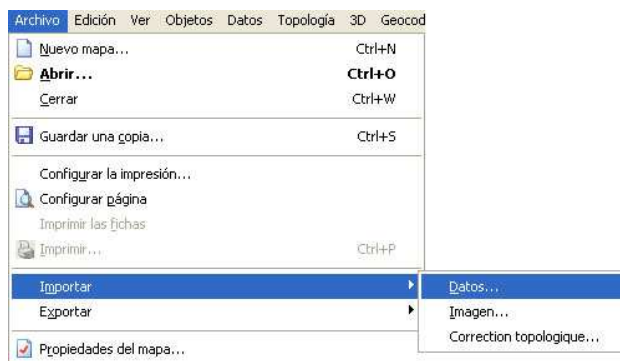 Archivo Edición Ver Objetos Datos Topología 3D Geocod
Nuevo mapa... Ctrl+N
Abrir... Ctrl+O
Cerrar Ctrl+W
Guardar una copia... Ctrl+S
Configurar la impresión...
Configurar página
Imprimir las fichas
Imprimir... Ctrl+P
Importar
Datos...
Exportar
Imagen...
Correction topologique...
Propiedades del mapa...